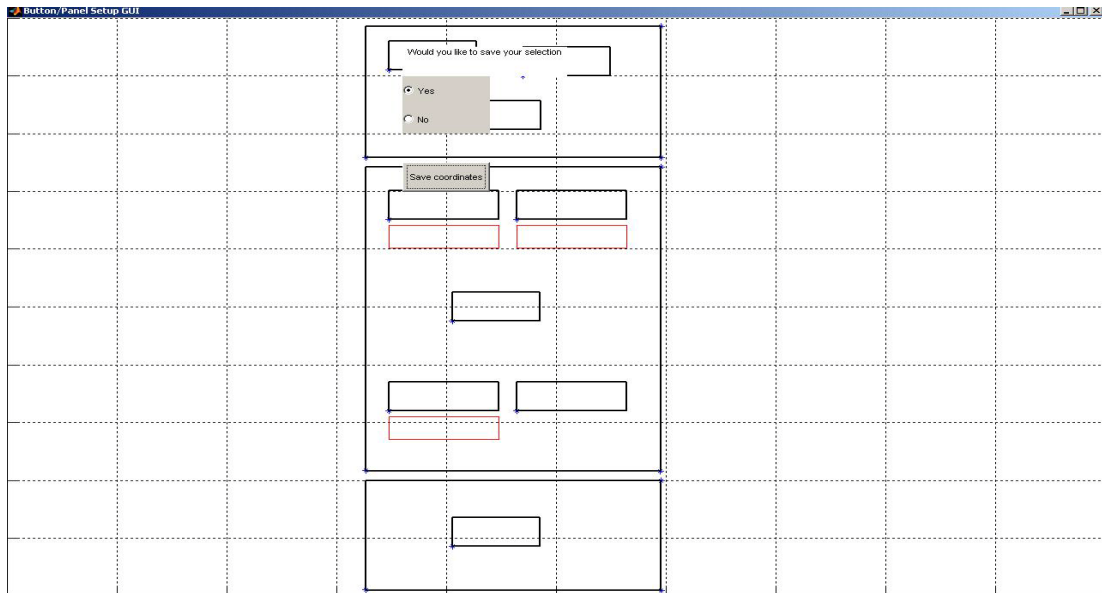 Button/Panel Setup GUI
Would you like to save your selection
Yes
No
Save coordinates